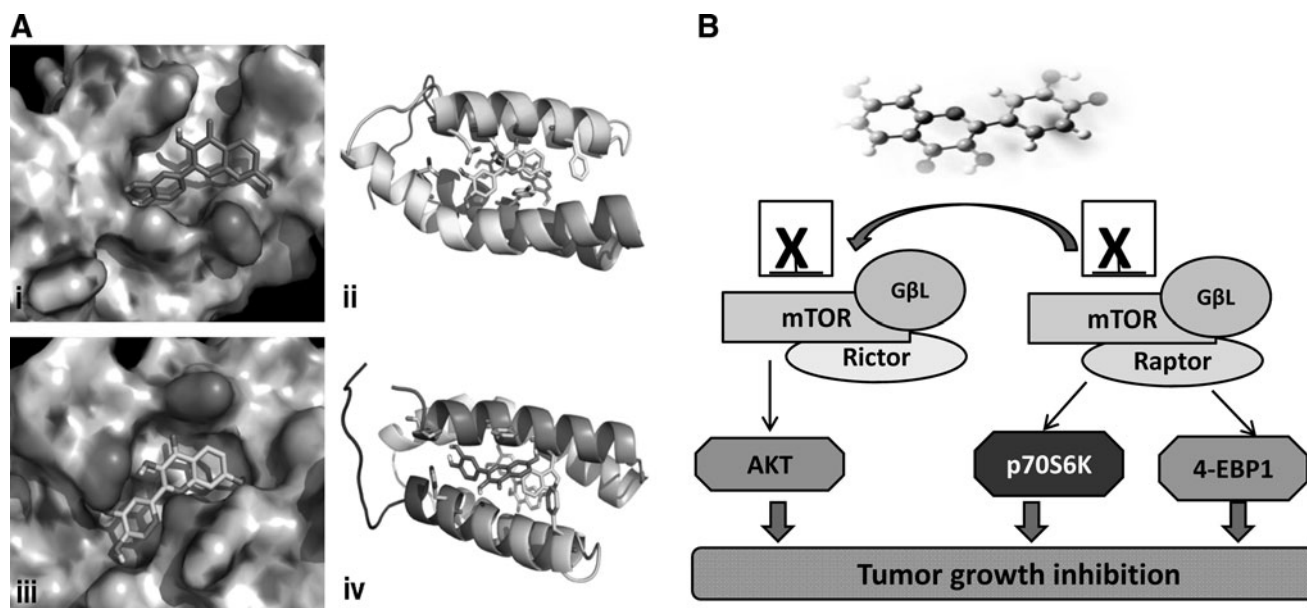 A
i
ii
iii
iv
B
X
X
GβL
mTOR
Rictor
GβL
mTOR
Raptor
AKT
p70S6K
4-EBP1
Tumor growth inhibition